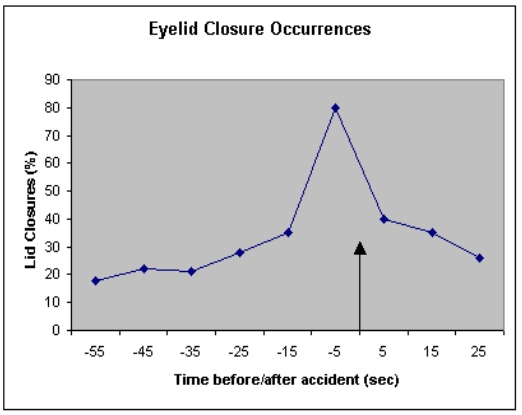 Eyelid Closure Occurrences
90
80
70
60
50
40
30
20
10
0
Lid Closures (%)
-55 -45 -35 -25 -15 -5 5 15 25
Time before/after accident (sec)